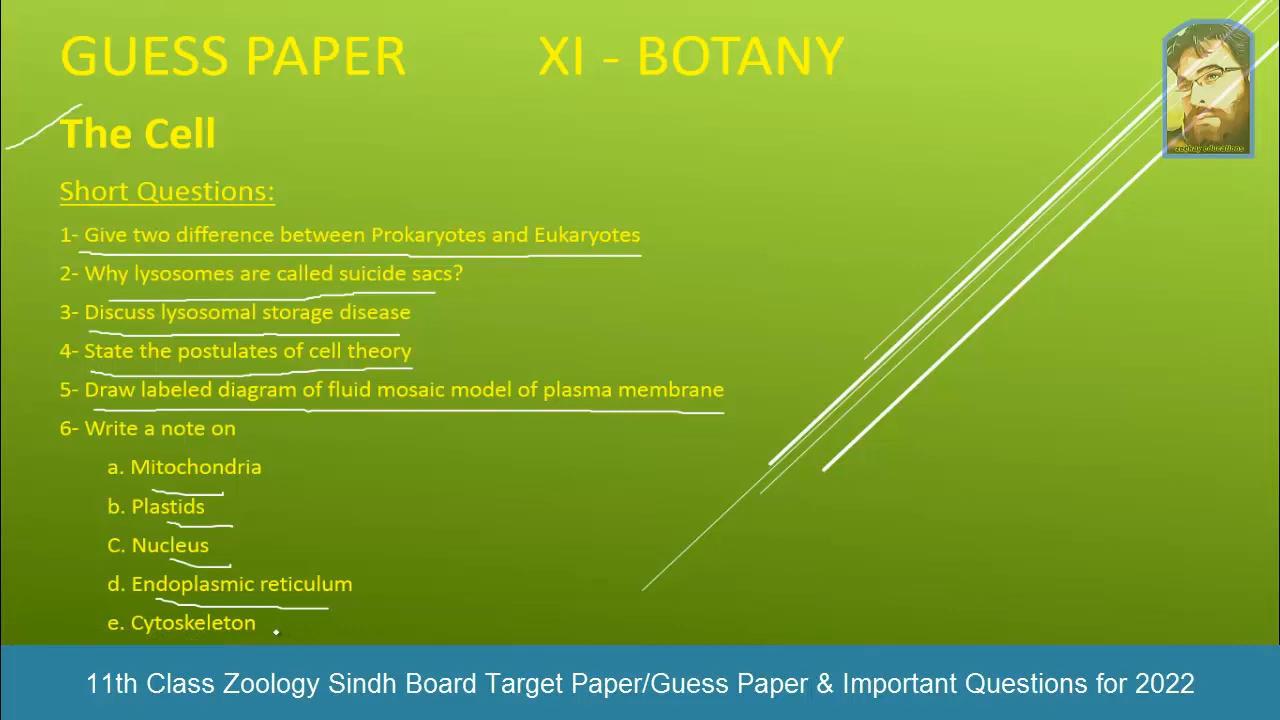 GUESS PAPER XI - BOTANY
The Cell
Short Questions:
1- Give two difference between Prokaryotes and Eukaryotes
2- Why lysosomes are called suicide sacs?
3- Discuss lysosomal storage disease
4- State the postulates of cell theory
5- Draw labeled diagram of fluid mosaic model of plasma membrane
6- Write a note on
a. Mitochondria
b. Plastids
C. Nucleus
d. Endoplasmic reticulum
e. Cytoskeleton
zeekay educations
11th Class Zoology Sindh Board Target Paper/Guess Paper & Important Questions for 2022